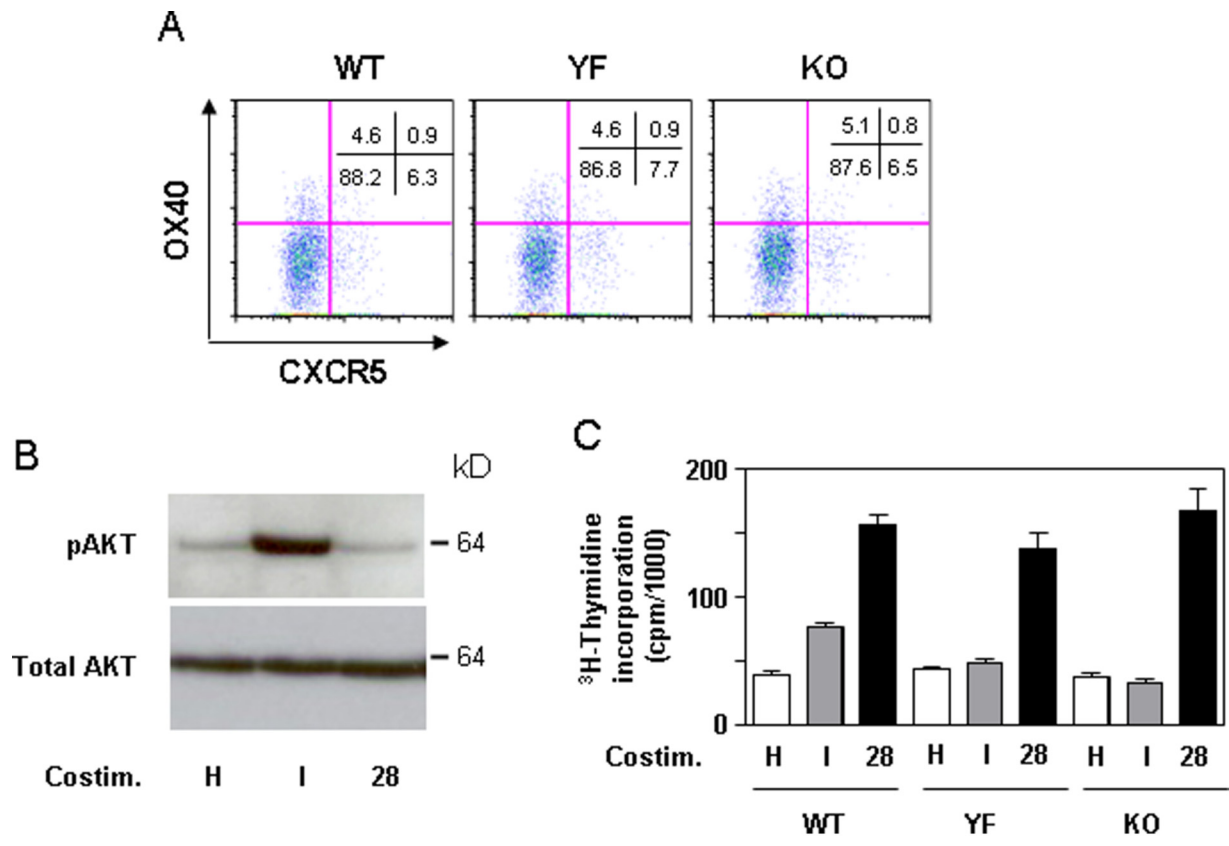 A
WT YF KO
4.6 0.9
88.2 6.3
4.6 0.9
86.8 7.7
5.1 0.8
87.6 6.5
OX40
CXCR5
B
kD
pAKT
64
Total AKT
64
Costim. H I 28
C
200
100
0
³H-Thymidine
incorporation
(cpm/1000)
Costim. H I 28 H I 28 H I 28
WT YF KO